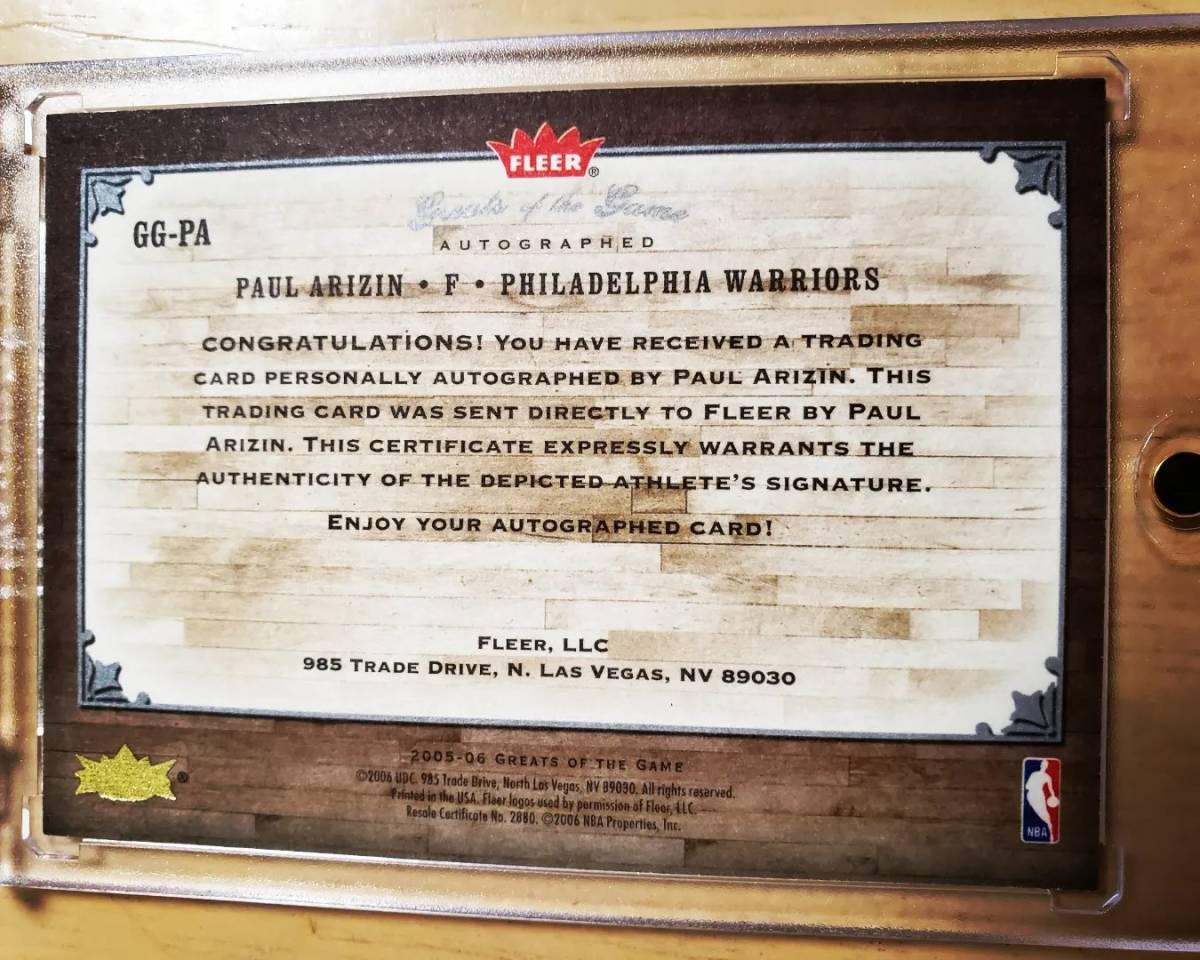 FLEER®
Greats of the Game
GG-PA
AUTOGRAPHED
PAUL ARIZIN • F • PHILADELPHIA WARRIORS
CONGRATULATIONS! YOU HAVE RECEIVED A TRADING
CARD PERSONALLY AUTOGRAPHED BY PAUL ARIZIN. THIS
TRADING CARD WAS SENT DIRECTLY TO FLEER BY PAUL
ARIZIN. THIS CERTIFICATE EXPRESSLY WARRANTS THE
AUTHENTICITY OF THE DEPICTED ATHLETE'S SIGNATURE.
ENJOY YOUR AUTOGRAPHED CARD!
FLEER, LLC
985 TRADE DRIVE, N. LAS VEGAS, NV 89030
2005-06 GREATS OF THE GAME
©2006 UDC. 985 Trade Drive, North Las Vegas, NV 89030. All rights reserved.
Printed in the USA. Fleer logos used by permission of Fleer, LLC.
Resale Certificate No. 2880. ©2006 NBA Properties, Inc.
®
NBA